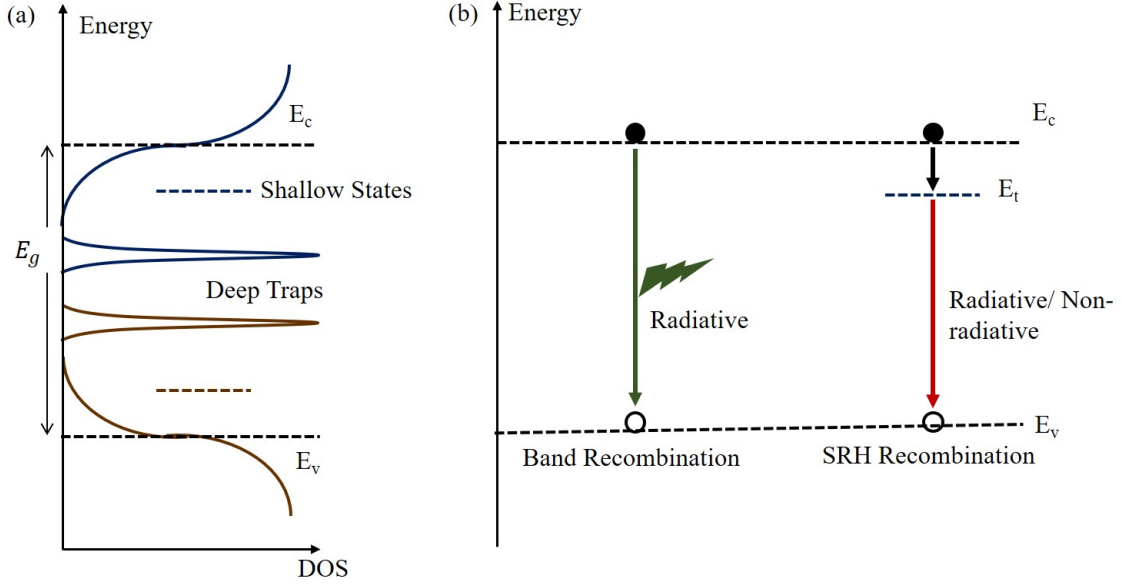 (a)
Energy
E_c
Shallow States
E_g
Deep Traps
E_v
DOS
(b)
Energy
E_c
E_t
Radiative
Radiative/ Non-
radiative
E_v
Band Recombination
SRH Recombination